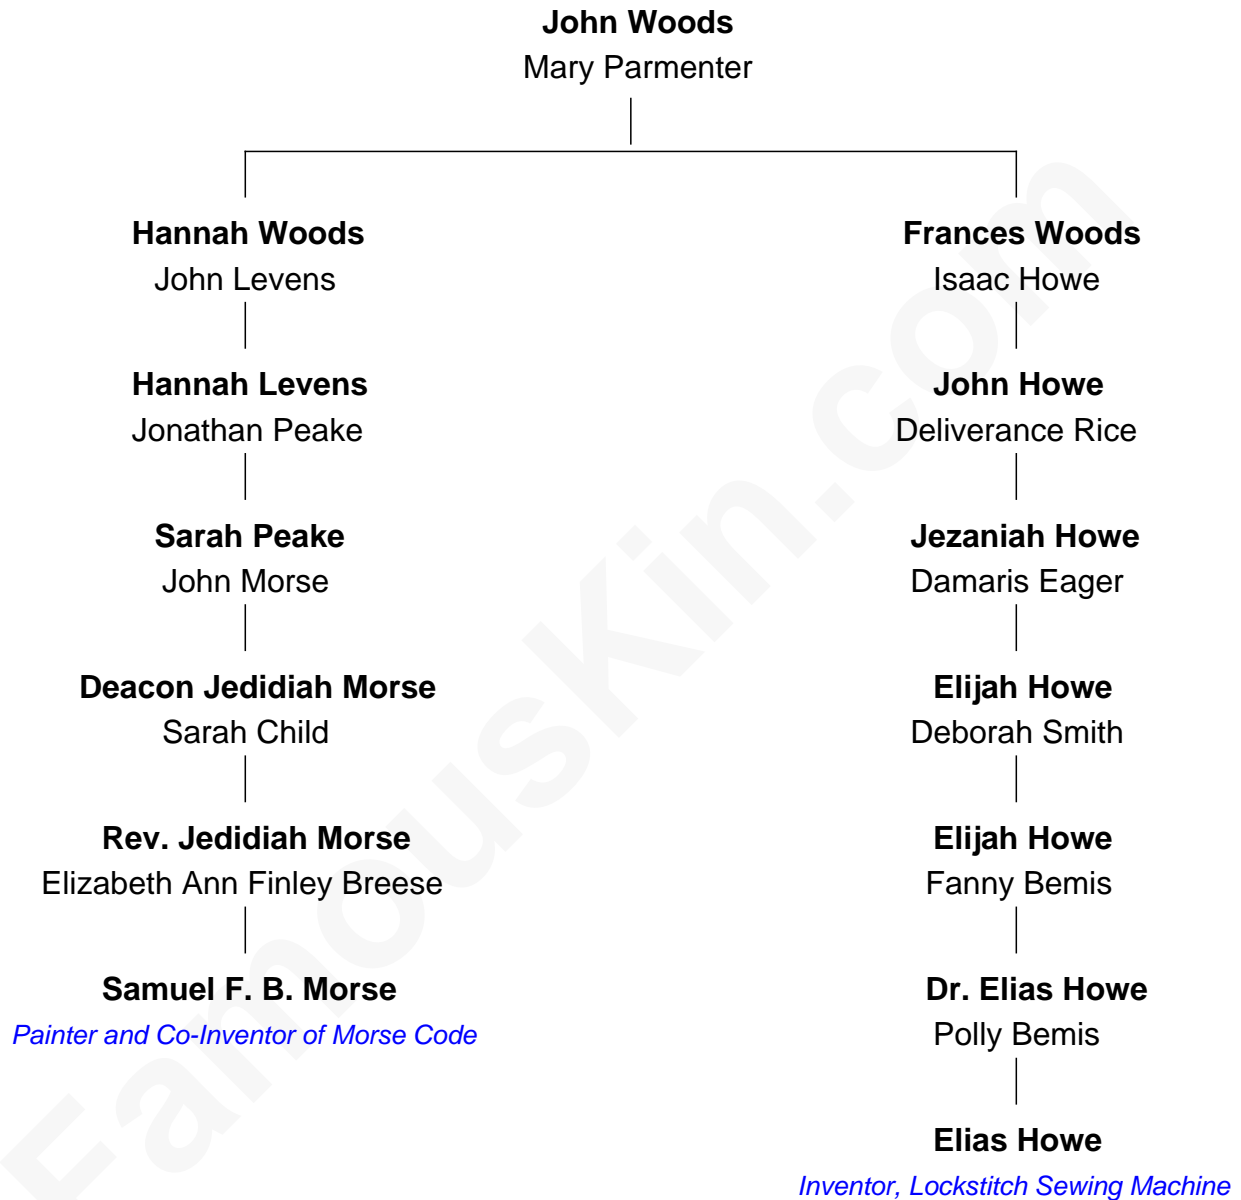 John Woods
Mary Parmenter
Hannah Woods
John Levens
Frances Woods
Isaac Howe
Hannah Levens
Jonathan Peake
John Howe
Deliverance Rice
Sarah Peake
John Morse
Jezaniah Howe
Damaris Eager
Deacon Jedidiah Morse
Sarah Child
Elijah Howe
Deborah Smith
Rev. Jedidiah Morse
Elizabeth Ann Finley Breese
Elijah Howe
Fanny Bemis
Samuel F. B. Morse
Painter and Co-Inventor of Morse Code
Dr. Elias Howe
Polly Bemis
Elias Howe
Inventor, Lockstitch Sewing Machine
FamousKin.com